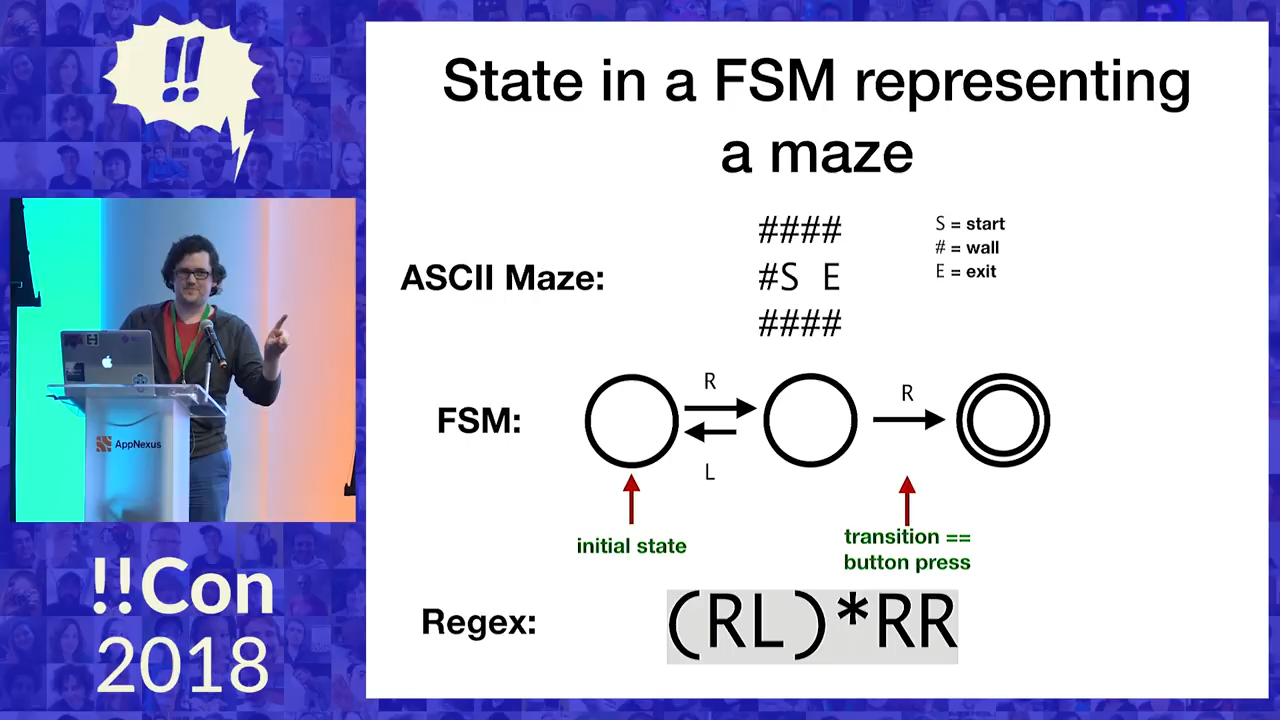 !!
State in a FSM representing
a maze
ASCII Maze:
####
#S E
####
S = start
# = wall
E = exit
FSM:
R
L
R
initial state
transition ==
button press
Regex:
(RL)*RR
AppNexus
!!Con
2018